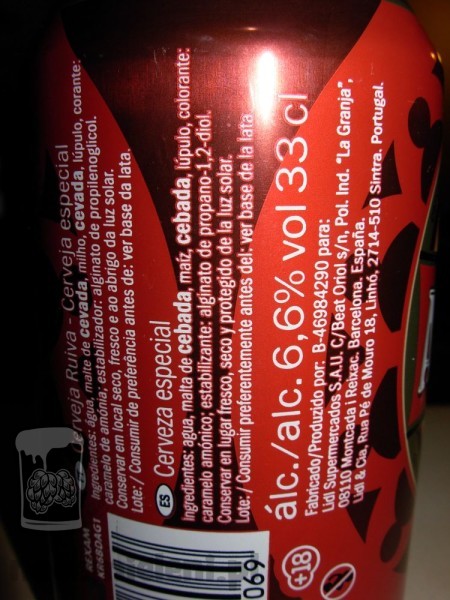 Cerveja Ruiva - Cerveja especial
Ingredientes: água, malte de cevada, milho, cevada, lúpulo, corante:
caramelo de amónia; estabilizador: alginato de propilenoglicol.
Conservar em local seco, fresco e ao abrigo da luz solar.
Lote: / Consumir de preferência antes de: ver base da lata.
ES Cerveza especial
Ingredientes: agua, malta de cebada, maíz, cebada, lúpulo, colorante:
caramelo amónico; estabilizante: alginato de propano-1,2-diol.
Conservar en lugar fresco, seco y protegido de la luz solar.
Lote: / Consumir preferentemente antes del: ver base de la lata
álc./alc. 6,6% vol 33 cl
Fabricado/Produzido por: B-46984290 para:
Lidl Supermercados S.A.U. C/Beat Oriol s/n, Pol. Ind. "La Granja",
08110 Montcada i Reixac, Barcelona, España.
Lidl & Cia, Rua Pé de Mouro 18, Linhó, 2714-510 Sintra, Portugal.
REXAM
069
+18